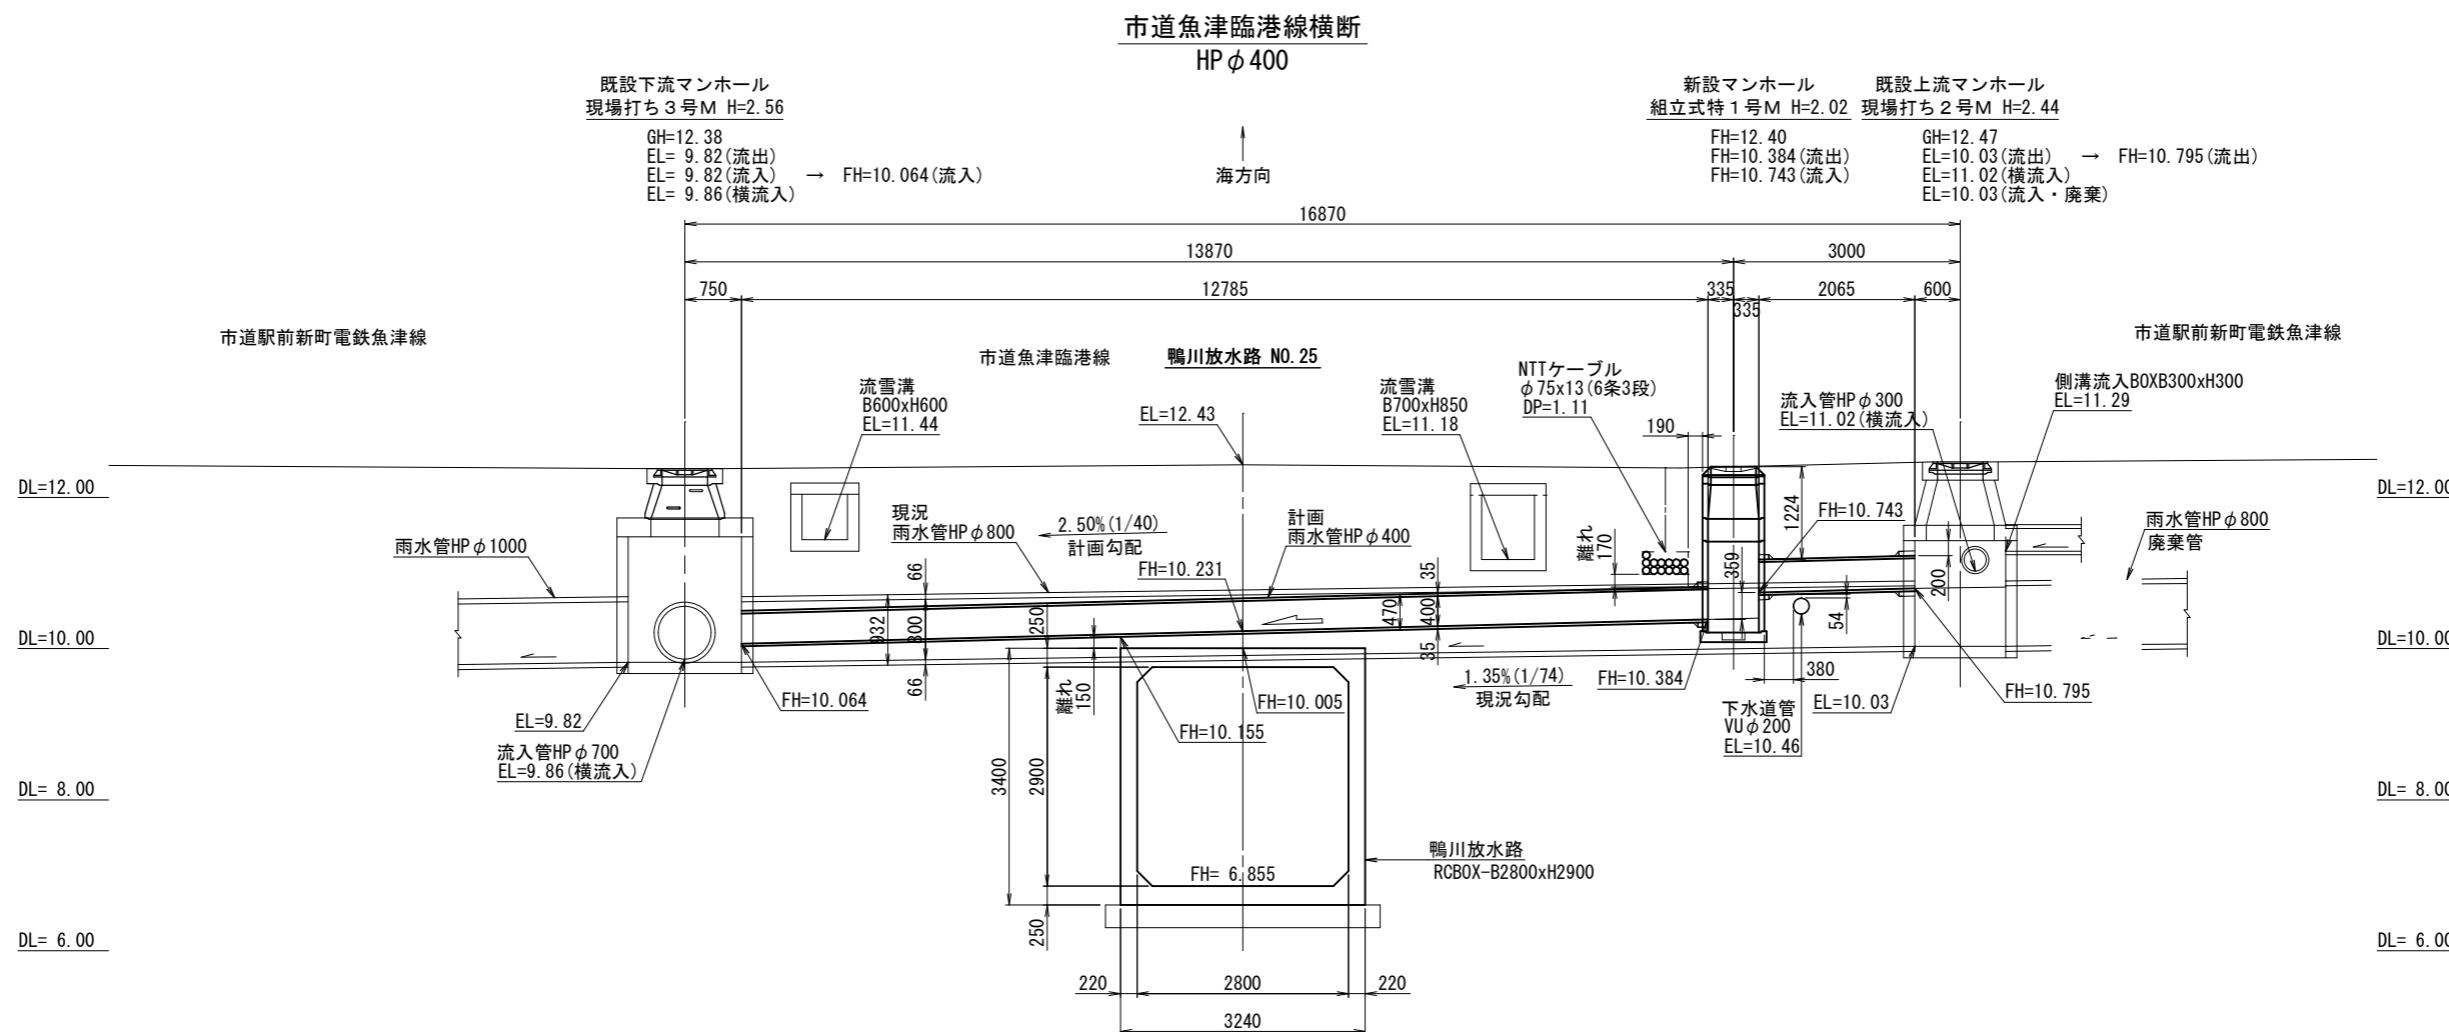 市道魚津臨港線横断
HPφ400
既設下流マンホール
現場打ち3号M H=2.56
GH=12.38
EL= 9.82(流出)
EL= 9.82(流入) → FH=10.064(流入)
EL= 9.86(横流入)
海方向
新設マンホール
組立式特1号M H=2.02
FH=12.40
FH=10.384(流出)
FH=10.743(流入)
既設上流マンホール
現場打ち2号M H=2.44
GH=12.47
EL=10.03(流出) → FH=10.795(流出)
EL=11.02(横流入)
EL=10.03(流入・廃棄)
16870
13870
3000
750
12785
335
335
2065
600
市道駅前新町電鉄魚津線
市道魚津臨港線
鴨川放水路 NO.25
市道駅前新町電鉄魚津線
流雪溝
B600xH600
EL=11.44
EL=12.43
流雪溝
B700xH850
EL=11.18
NTTケーブル
φ75x13(6条3段)
DP=1.11
190
流入管HPφ300
EL=11.02(横流入)
側溝流入BOXB300xH300
EL=11.29
DL=12.00
DL=12.00
雨水管HPφ1000
現況
雨水管HPφ800
2.50%(1/40)
計画勾配
計画
雨水管HPφ400
離れ
170
1224
FH=10.743
雨水管HPφ800
廃棄管
66
932
800
66
250
FH=10.231
470
35
400
35
359
200
54
380
DL=10.00
DL=10.00
EL=9.82
流入管HPφ700
EL=9.86(横流入)
FH=10.064
離れ
150
FH=10.155
FH=10.005
1.35%(1/74)
現況勾配
FH=10.384
下水道管
VUφ200
EL=10.46
EL=10.03
FH=10.795
DL= 8.00
DL= 8.00
3400
2900
250
FH= 6.855
鴨川放水路
RCBOX-B2800xH2900
DL= 6.00
DL= 6.00
220
2800
220
3240